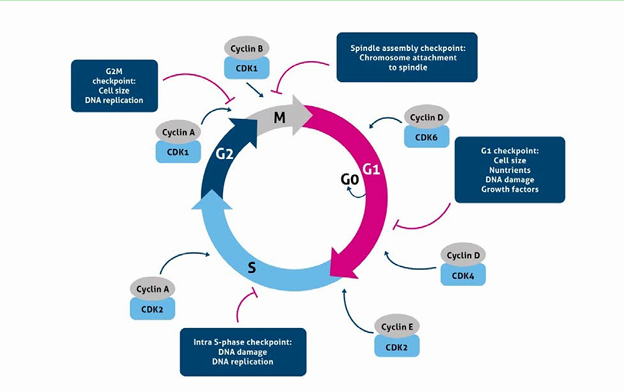 Cyclin B
CDK1
Spindle assembly checkpoint:
Chromosome attachment
to spindle
G2M
checkpoint:
Cell size
DNA replication
Cyclin A
CDK1
M
Cyclin D
CDK6
G2
G1
G0
G1 checkpoint:
Cell size
Nuntrients
DNA damage
Growth factors
S
Cyclin D
CDK4
Cyclin A
CDK2
Cyclin E
CDK2
Intra S-phase checkpoint:
DNA damage
DNA replication